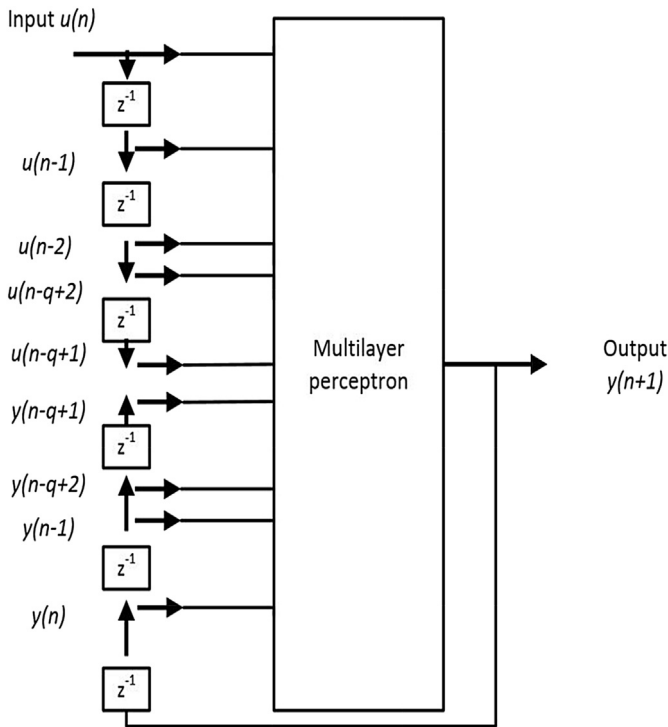 Input u(n)
z⁻¹
u(n-1)
z⁻¹
u(n-2)
u(n-q+2)
z⁻¹
u(n-q+1)
y(n-q+1)
z⁻¹
y(n-q+2)
y(n-1)
z⁻¹
y(n)
z⁻¹
Multilayer
perceptron
Output
y(n+1)